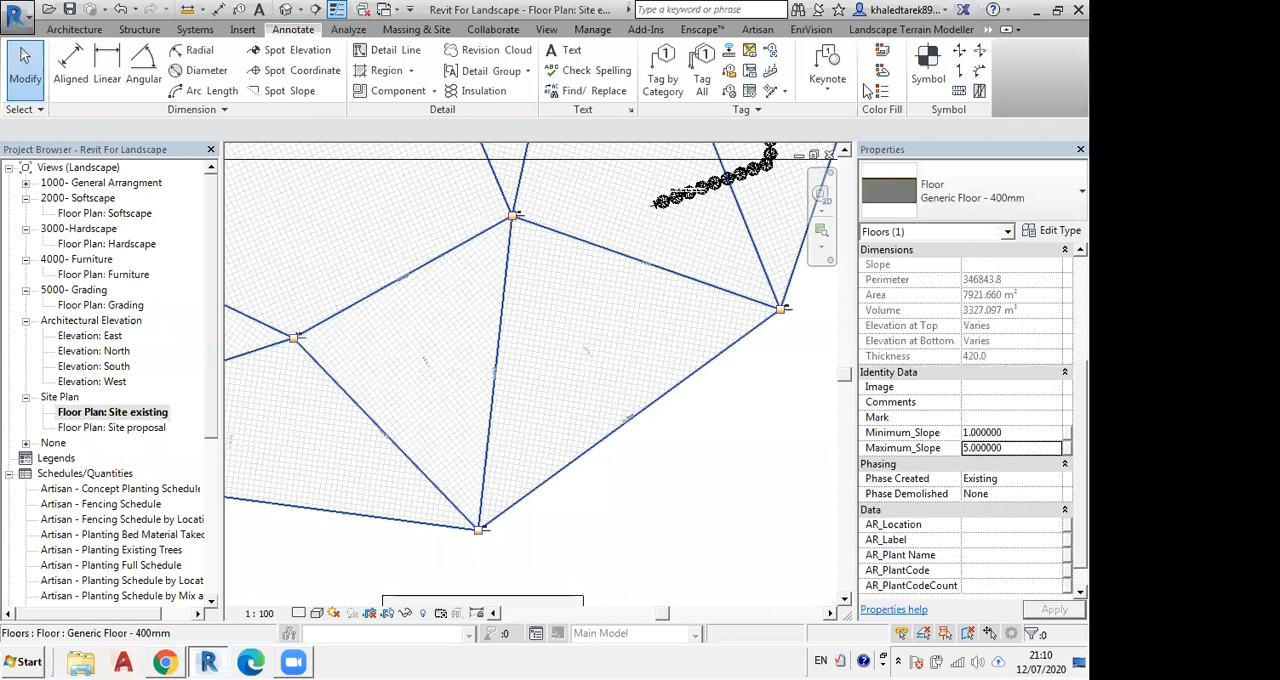 Revit For Landscape - Floor Plan: Site e...
Type a keyword or phrase
khaledtarek89...
Architecture Structure Systems Insert Annotate Analyze Massing & Site Collaborate View Manage Add-Ins Enscape™ Artisan EnVision Landscape Terrain Modeller
Modify
Select
Aligned Linear Angular
Radial
Diameter
Arc Length
Spot Elevation
Spot Coordinate
Spot Slope
Dimension
Detail Line
Region
Component
Revision Cloud
Detail Group
Insulation
Detail
Text
Check Spelling
Find/ Replace
Text
Tag by Category
Tag All
Tag
Keynote
Color Fill
Symbol
Symbol
Project Browser - Revit For Landscape
Views (Landscape)
1000- General Arrangment
2000- Softscape
Floor Plan: Softscape
3000-Hardscape
Floor Plan: Hardscape
4000- Furniture
Floor Plan: Furniture
5000- Grading
Floor Plan: Grading
Architectural Elevation
Elevation: East
Elevation: North
Elevation: South
Elevation: West
Site Plan
Floor Plan: Site existing
Floor Plan: Site proposal
None
Legends
Schedules/Quantities
Artisan - Concept Planting Schedule
Artisan - Fencing Schedule
Artisan - Fencing Schedule by Locati
Artisan - Planting Bed Material Takec
Artisan - Planting Existing Trees
Artisan - Planting Full Schedule
Artisan - Planting Schedule by Locat
Artisan - Planting Schedule by Mix a
2D
1 : 100
Properties
Floor
Generic Floor - 400mm
Floors (1)
Edit Type
Dimensions
Slope
Perimeter 346843.8
Area 7921.660 m²
Volume 3327.097 m³
Elevation at Top Varies
Elevation at Bottom Varies
Thickness 420.0
Identity Data
Image
Comments
Mark
Minimum_Slope 1.000000
Maximum_Slope 5.000000
Phasing
Phase Created Existing
Phase Demolished None
Data
AR_Location
AR_Label
AR_Plant Name
AR_PlantCode
AR_PlantCodeCount
Properties help
Apply
Floors : Floor : Generic Floor - 400mm
:0
Main Model
:0
Start
EN
21:10
12/07/2020